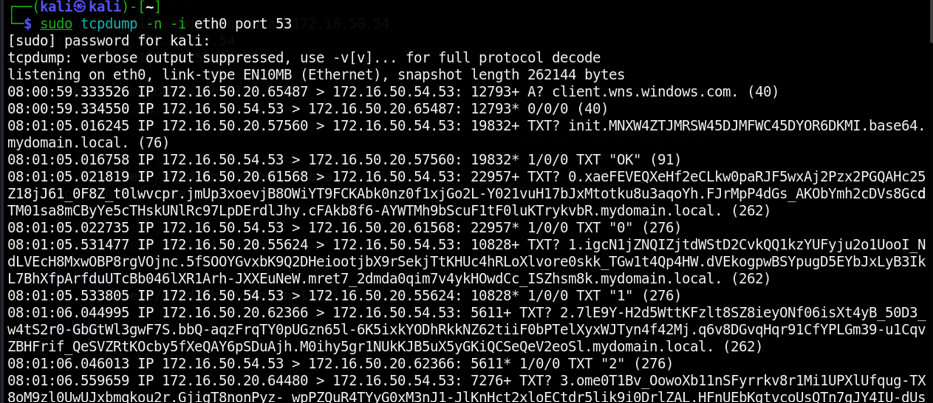 ┌──(kali㉿kali)-[~]
└─$ sudo tcpdump -n -i eth0 port 53
[sudo] password for kali:
tcpdump: verbose output suppressed, use -v[v]... for full protocol decode
listening on eth0, link-type EN10MB (Ethernet), snapshot length 262144 bytes
08:00:59.333526 IP 172.16.50.20.65487 > 172.16.50.54.53: 12793+ A? client.wns.windows.com. (40)
08:00:59.334550 IP 172.16.50.54.53 > 172.16.50.20.65487: 12793* 0/0/0 (40)
08:01:05.016245 IP 172.16.50.20.57560 > 172.16.50.54.53: 19832+ TXT? init.MNXW4ZTJMRSW45DJMFWC45DYOR6DKMI.base64.
mydomain.local. (76)
08:01:05.016758 IP 172.16.50.54.53 > 172.16.50.20.57560: 19832* 1/0/0 TXT "OK" (91)
08:01:05.021819 IP 172.16.50.20.61568 > 172.16.50.54.53: 22957+ TXT? 0.xaeFEVEQXeHf2eCLkw0paRJF5wxAj2Pzx2PGQAHc25
Z18jJ61_0F8Z_t0lwvcpr.jmUp3xoevjB8OWiYT9FCKAbk0nz0f1xjGo2L-Y021vuH17bJxMtotku8u3aqoYh.FJrMpP4dGs_AKObYmh2cDVs8Gcd
TM01sa8mCByYe5cTHskUNlRc97LpDErdlJhy.cFAkb8f6-AYWTMh9bScuF1tF0luKTrykvbR.mydomain.local. (262)
08:01:05.022735 IP 172.16.50.54.53 > 172.16.50.20.61568: 22957* 1/0/0 TXT "0" (276)
08:01:05.531477 IP 172.16.50.20.55624 > 172.16.50.54.53: 10828+ TXT? 1.igcN1jZNQIZjtdWStD2CvkQQ1kzYUFyju2o1UooI_N
dLVEcH8MxwOBP8rgVOjnc.5fSOOYGvxbK9Q2DHeiootjbX9rSekjTtKHUc4hRLoXlvore0skk_TGw1t4Qp4HW.dVEkogpwBSYpugD5EYbJxLyB3Ik
L7BhXfpArfduUTcBb046lXR1Arh-JXXEuNeW.mret7_2dmda0qim7v4ykHOwdCc_ISZhsm8k.mydomain.local. (262)
08:01:05.533805 IP 172.16.50.54.53 > 172.16.50.20.55624: 10828* 1/0/0 TXT "1" (276)
08:01:06.044995 IP 172.16.50.20.62366 > 172.16.50.54.53: 5611+ TXT? 2.7lE9Y-H2d5WttKFzlt8SZ8ieyONf06isXt4yB_50D3_
w4tS2r0-GbGtWl3gwF7S.bbQ-aqzFrqTY0pUGzn65l-6K5ixkYODhRkkNZ62tiiF0bPTelXyxWJTyn4f42Mj.q6v8DGvqHqr91CfYPLGm39-u1Cqv
ZBHFrif_QeSVZRtKOcby5fXeQAY6pSDuAjh.M0ihy5gr1NUkKJB5uX5yGKiQCSeQeV2eoSl.mydomain.local. (262)
08:01:06.046013 IP 172.16.50.54.53 > 172.16.50.20.62366: 5611* 1/0/0 TXT "2" (276)
08:01:06.559659 IP 172.16.50.20.64480 > 172.16.50.54.53: 7276+ TXT? 3.ome0T1Bv_OowoXb11nSFyrrkv8r1Mi1UPXlUfqug-TX